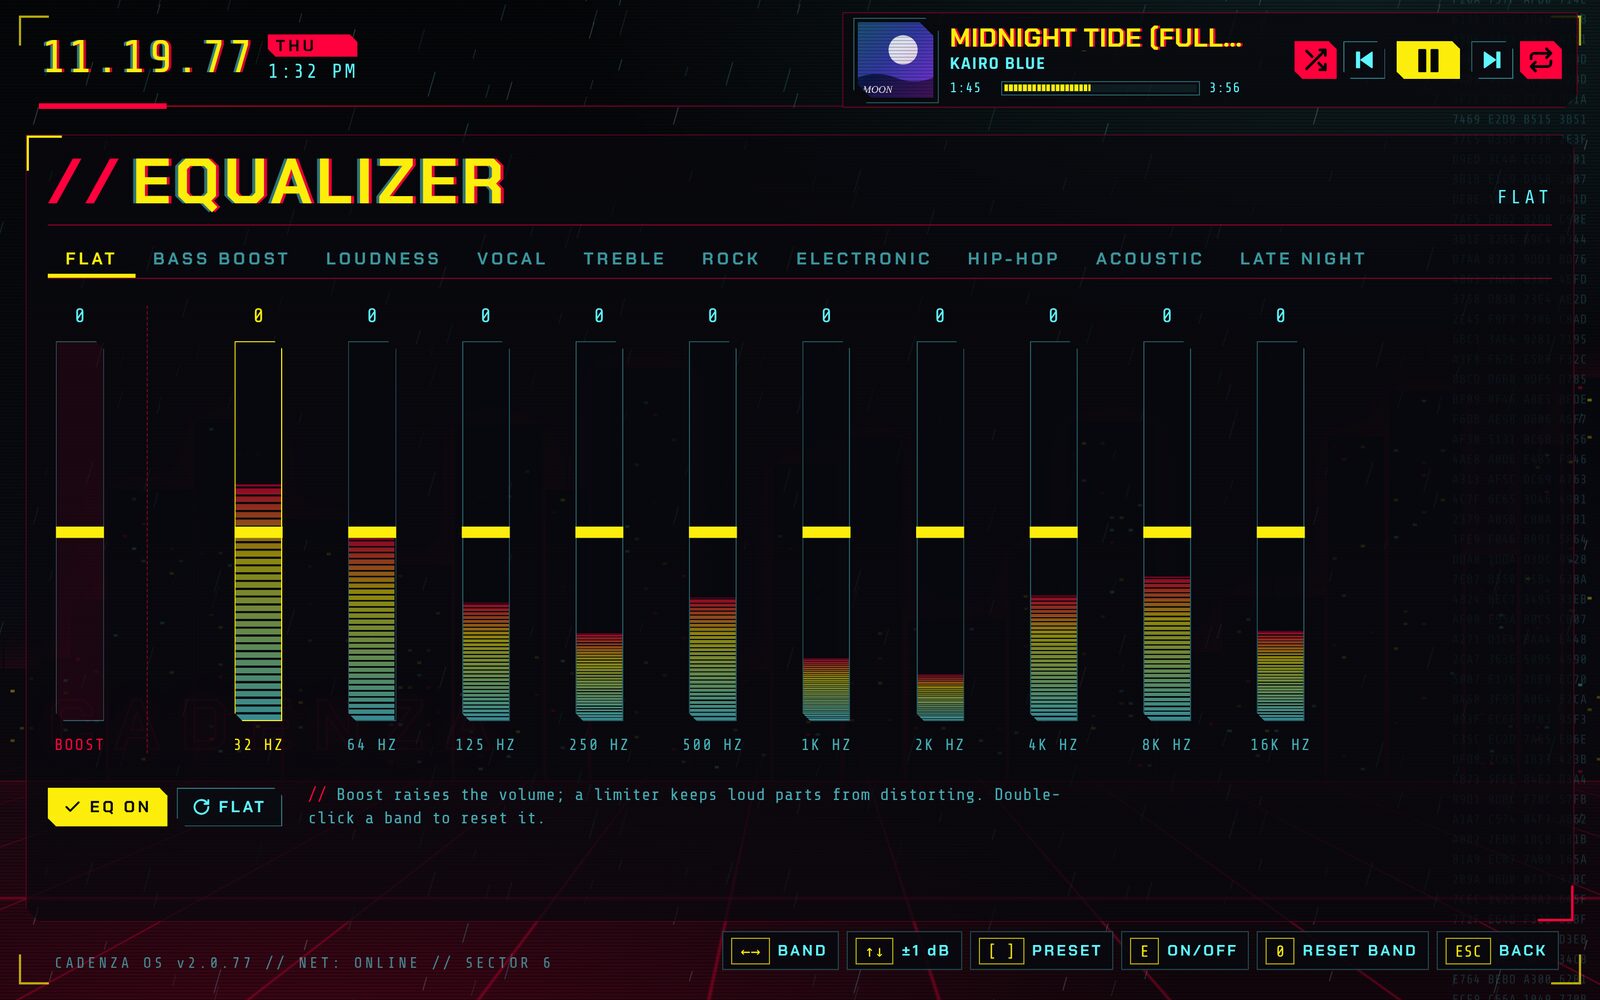 11.19.77
THU
1:32 PM
MOON
MIDNIGHT TIDE (FULL...
KAIRO BLUE
1:45
3:56
// EQUALIZER
FLAT
FLAT
BASS BOOST
LOUDNESS
VOCAL
TREBLE
ROCK
ELECTRONIC
HIP-HOP
ACOUSTIC
LATE NIGHT
0 0 0 0 0 0 0 0 0 0 0
BOOST
32 HZ
64 HZ
125 HZ
250 HZ
500 HZ
1K HZ
2K HZ
4K HZ
8K HZ
16K HZ
EQ ON
FLAT
// Boost raises the volume; a limiter keeps loud parts from distorting. Double-
click a band to reset it.
CADENZA OS v2.0.77 // NET: ONLINE // SECTOR 6
←→ BAND
↑↓ ±1 dB
[ ] PRESET
E ON/OFF
0 RESET BAND
ESC BACK